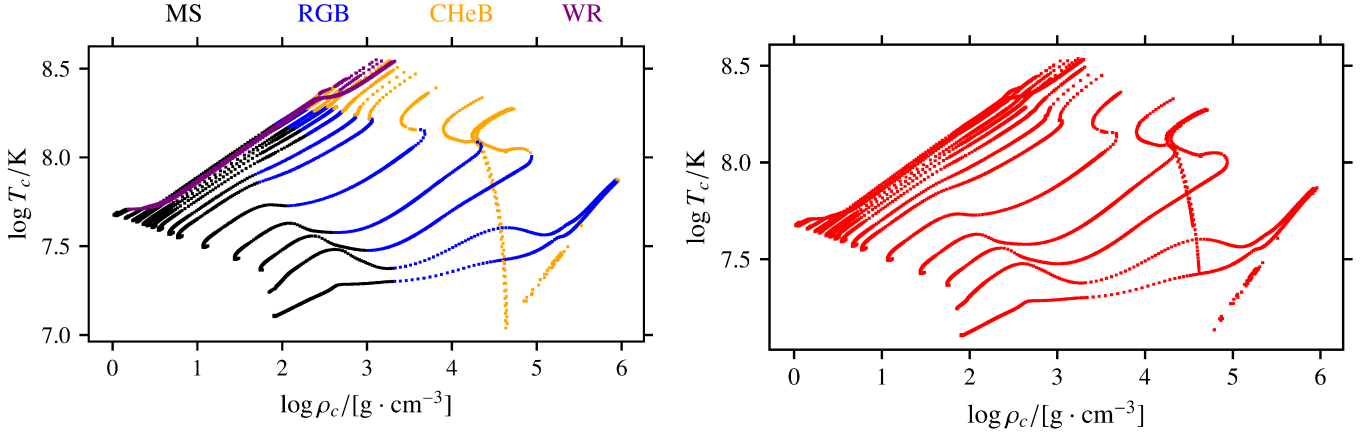 MS RGB CHeB WR
8.5
8.0
7.5
7.0
log T_c/K
0 1 2 3 4 5 6
log ρ_c/[g · cm⁻³]
8.5
8.0
7.5
log T_c/K
0 1 2 3 4 5 6
log ρ_c/[g · cm⁻³]